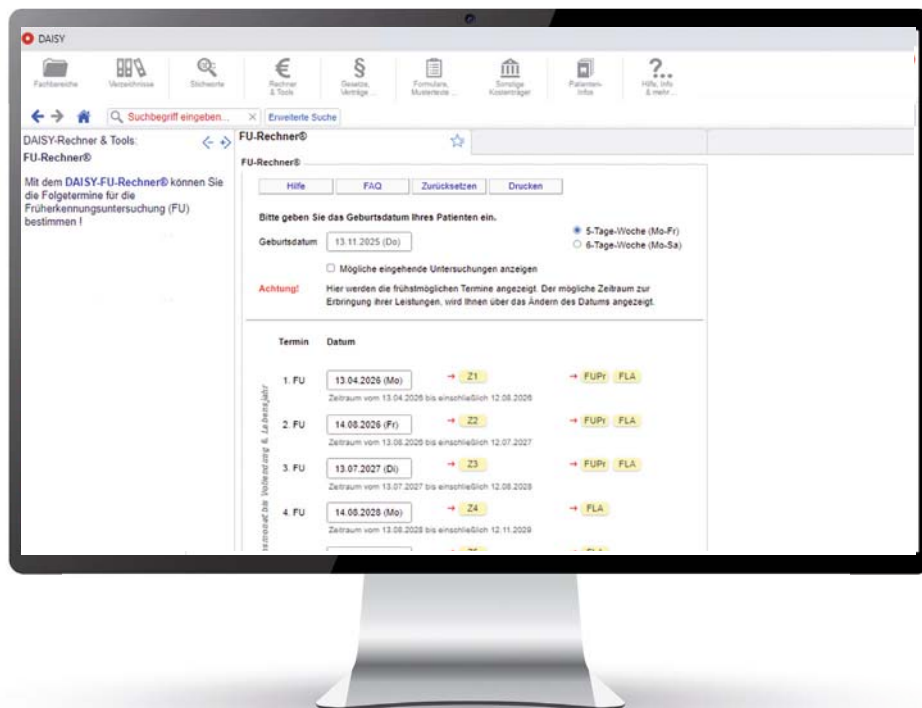 DAISY
Fachbereiche
Verzeichnisse
Stichworte
€
Rechner
& Tools
§
Gesetze,
Verträge ...
Formulare,
Mustertexte ...
Sonstige
Kostenträger
Patienten-
Infos
?...
Hilfe, Info
& mehr ...
Suchbegriff eingeben...
Erweiterte Suche
DAISY-Rechner & Tools:
FU-Rechner®
Mit dem DAISY-FU-Rechner® können Sie
die Folgetermine für die
Früherkennungsuntersuchung (FU)
bestimmen !
FU-Rechner®
FU-Rechner®
Hilfe FAQ Zurücksetzen Drucken
Bitte geben Sie das Geburtsdatum Ihres Patienten ein.
Geburtsdatum 13.11.2025 (Do)
5-Tage-Woche (Mo-Fr)
6-Tage-Woche (Mo-Sa)
Mögliche eingehende Untersuchungen anzeigen
Achtung! Hier werden die frühstmöglichen Termine angezeigt. Der mögliche Zeitraum zur
Erbringung ihrer Leistungen, wird Ihnen über das Ändern des Datums angezeigt.
Termin Datum
1. FU 13.04.2026 (Mo) → Z1 → FUPr FLA
Zeitraum vom 13.04.2026 bis einschließlich 12.08.2026
2. FU 14.08.2026 (Fr) → Z2 → FUPr FLA
Zeitraum vom 13.08.2026 bis einschließlich 12.07.2027
3. FU 13.07.2027 (Di) → Z3 → FUPr FLA
Zeitraum vom 13.07.2027 bis einschließlich 12.08.2028
4. FU 14.08.2028 (Mo) → Z4 → FLA
Zeitraum vom 13.08.2028 bis einschließlich 12.11.2029
bis Vollendung 6. Lebensjahr